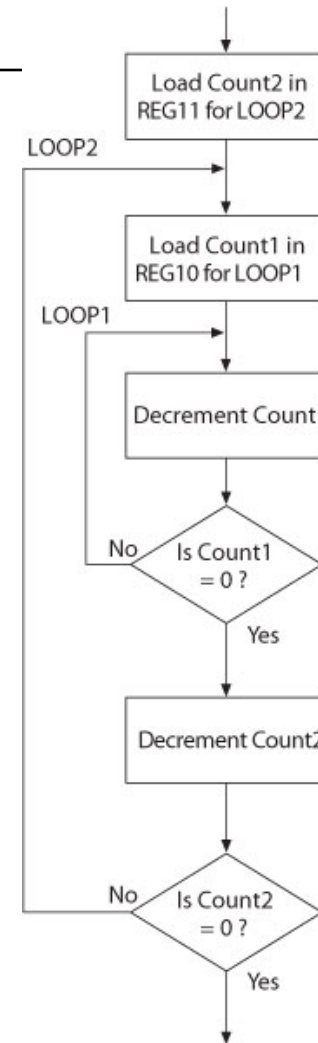 Load Count2 in
REG11 for LOOP2
LOOP2
Load Count1 in
REG10 for LOOP1
LOOP1
Decrement Count
Is Count1
= 0 ?
No
Yes
Decrement Count2
Is Count2
= 0 ?
No
Yes